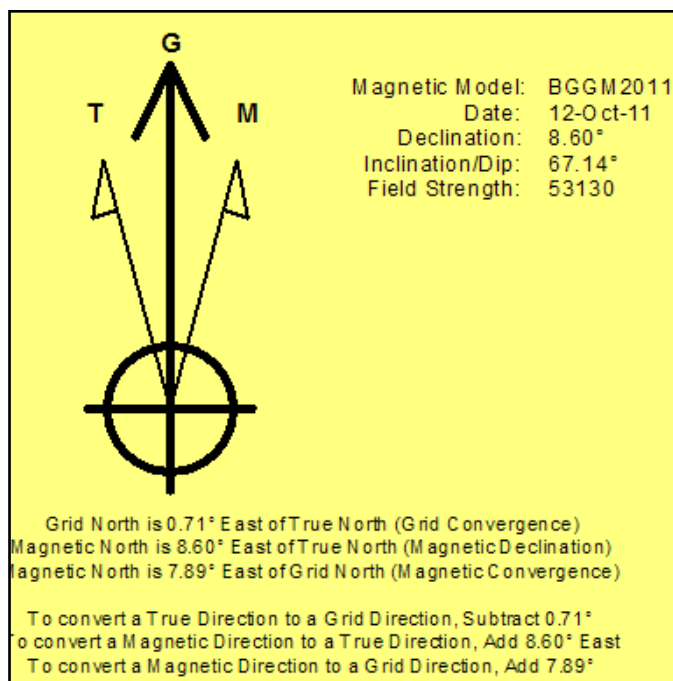 G
T M
Magnetic Model: BGGM2011
Date: 12-Oct-11
Declination: 8.60°
Inclination/Dip: 67.14°
Field Strength: 53130
Grid North is 0.71° East of True North (Grid Convergence)
Magnetic North is 8.60° East of True North (Magnetic Declination)
Magnetic North is 7.89° East of Grid North (Magnetic Convergence)
To convert a True Direction to a Grid Direction, Subtract 0.71°
To convert a Magnetic Direction to a True Direction, Add 8.60° East
To convert a Magnetic Direction to a Grid Direction, Add 7.89°